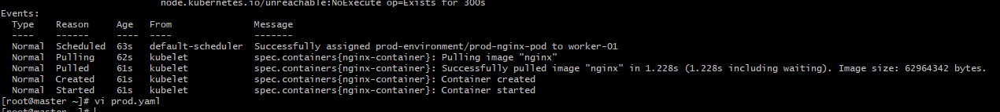 node.kubernetes.io/unreachable:NoExecute op=Exists for 300s
Events:
  Type    Reason     Age   From               Message
  ----    ------     ----  ----               -------
  Normal  Scheduled  63s   default-scheduler  Successfully assigned prod-environment/prod-nginx-pod to worker-01
  Normal  Pulling    62s   kubelet            spec.containers{nginx-container}: Pulling image "nginx"
  Normal  Pulled     61s   kubelet            spec.containers{nginx-container}: Successfully pulled image "nginx" in 1.228s (1.228s including waiting). Image size: 62964342 bytes.
  Normal  Created    61s   kubelet            spec.containers{nginx-container}: Container created
  Normal  Started    61s   kubelet            spec.containers{nginx-container}: Container started
[root@master ~]# vi prod.yaml
[root@master ~]#